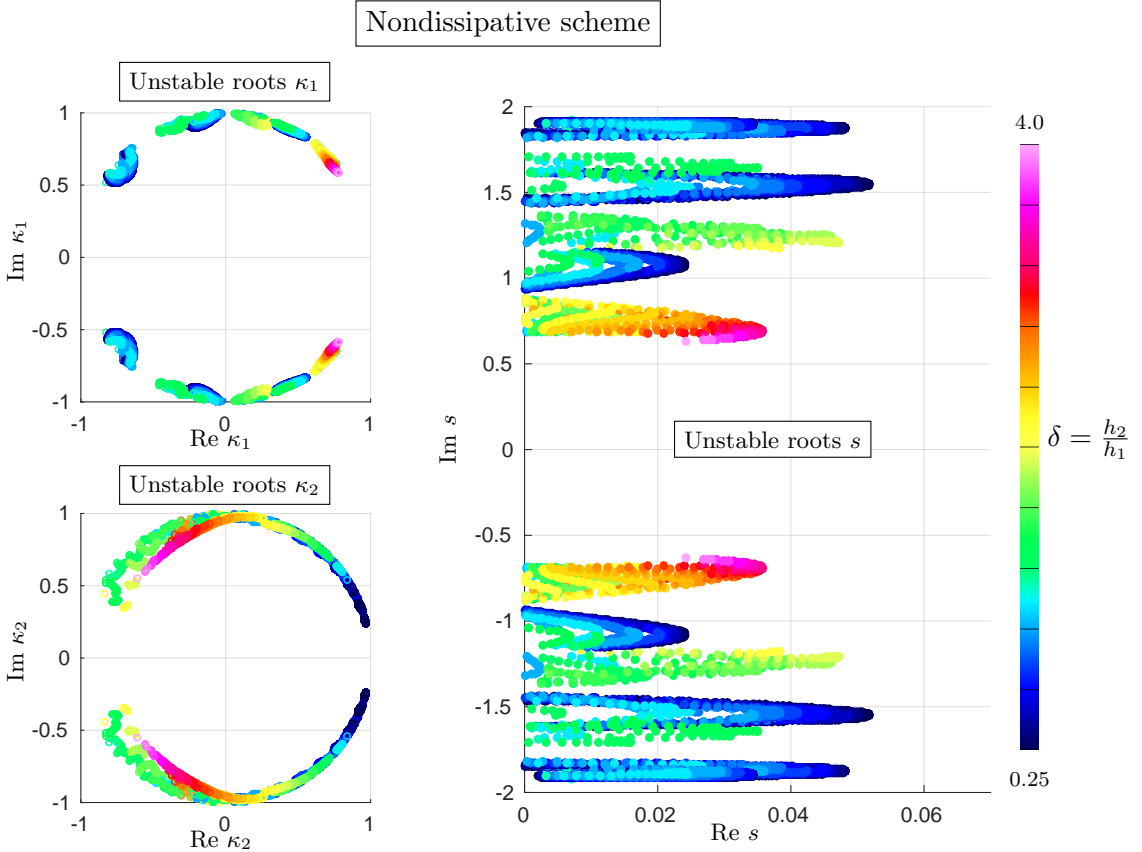 Nondissipative scheme
Unstable roots κ₁
1
0.5
0
-0.5
-1
-1
0
1
Im κ₁
Re κ₁
Unstable roots κ₂
1
0.5
0
-0.5
-1
-1
0
1
Im κ₂
Re κ₂
2
1.5
1
0.5
0
-0.5
-1
-1.5
-2
0
0.02
0.04
0.06
Im s
Re s
Unstable roots s
4.0
δ = h₂/h₁
0.25